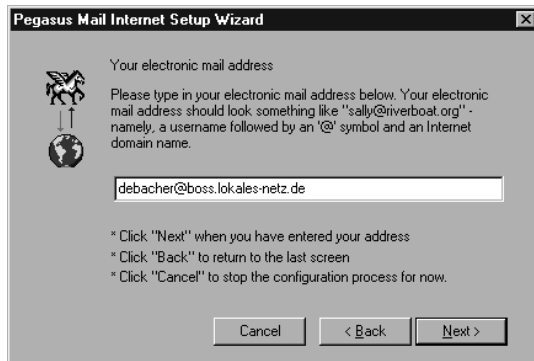 Pegasus Mail Internet Setup Wizard
Your electronic mail address
Please type in your electronic mail address below. Your electronic
mail address should look something like "sally@riverboat.org" -
namely, a username followed by an '@' symbol and an Internet
domain name.
debacher@boss.lokales-netz.de
* Click "Next" when you have entered your address
* Click "Back" to return to the last screen
* Click "Cancel" to stop the configuration process for now.
Cancel < Back Next >